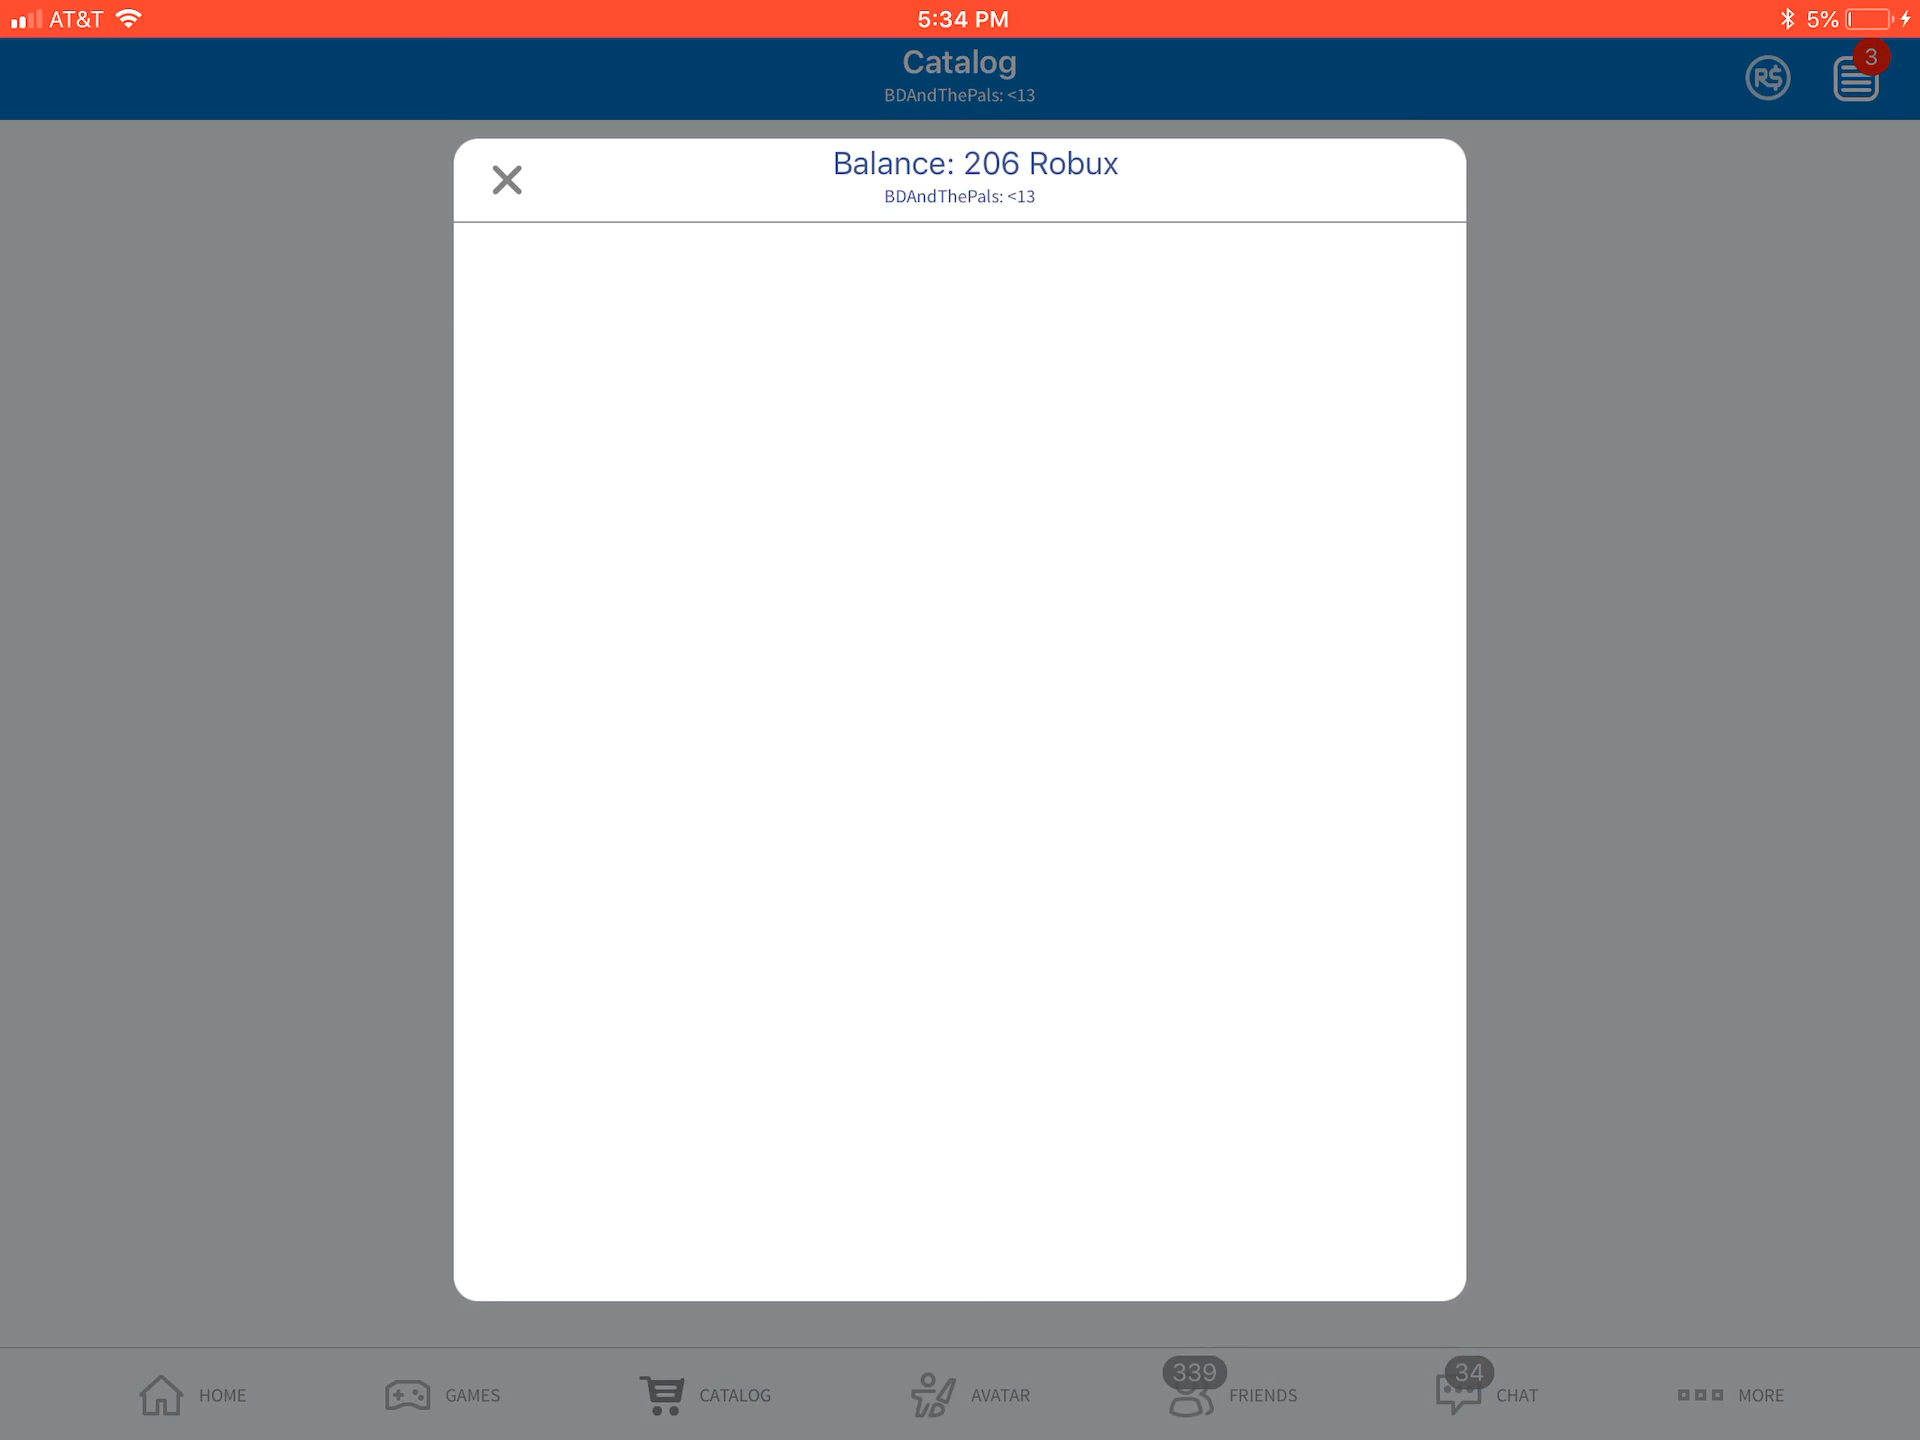 AT&T
5:34 PM
5%
Catalog
BDAndThePals: <13
R$
3
Balance: 206 Robux
BDAndThePals: <13
HOME
GAMES
CATALOG
AVATAR
339
FRIENDS
34
CHAT
MORE